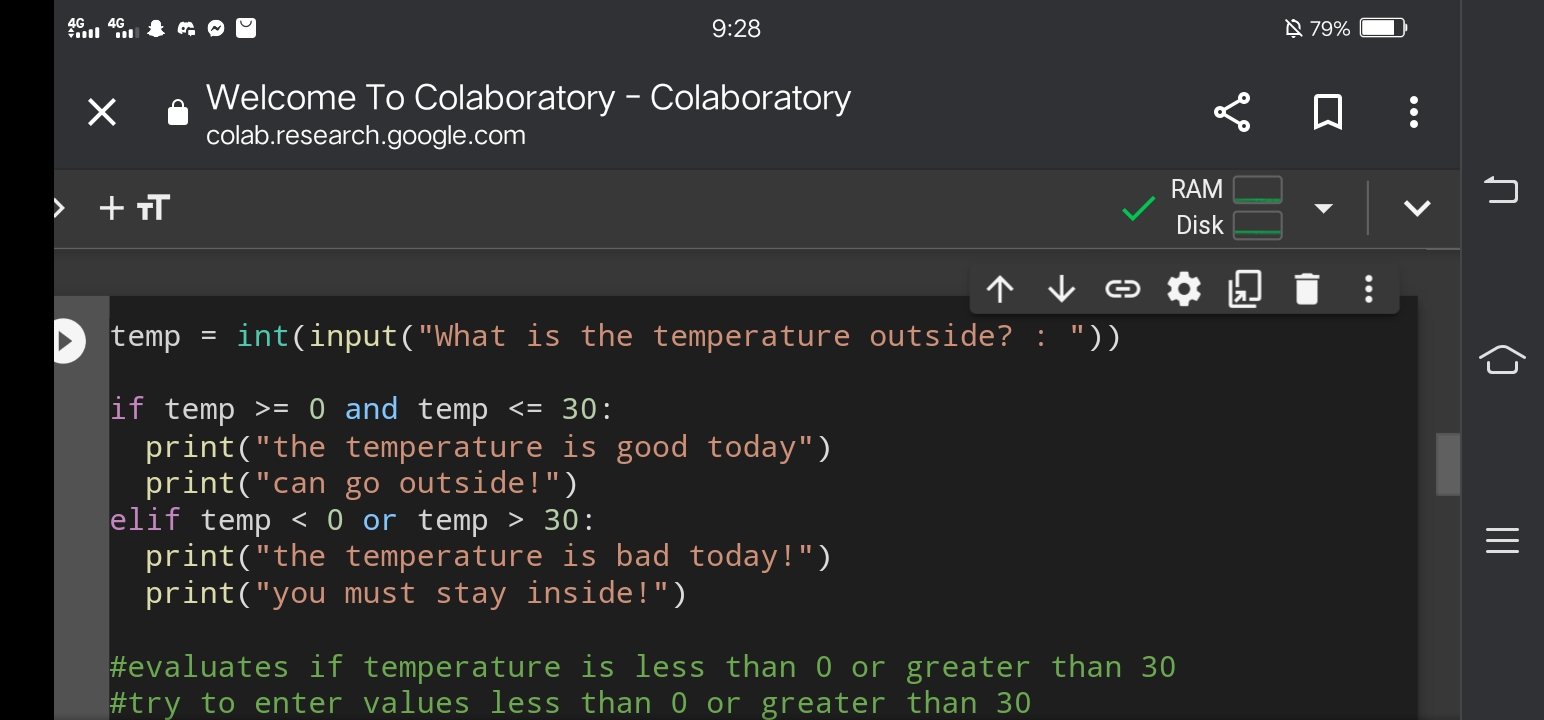 4G 4G 9:28 79%
Welcome To Colaboratory - Colaboratory
colab.research.google.com
+ TT
RAM
Disk
temp = int(input("What is the temperature outside? : "))
if temp >= 0 and temp <= 30:
  print("the temperature is good today")
  print("can go outside!")
elif temp < 0 or temp > 30:
  print("the temperature is bad today!")
  print("you must stay inside!")
#evaluates if temperature is less than 0 or greater than 30
#try to enter values less than 0 or greater than 30